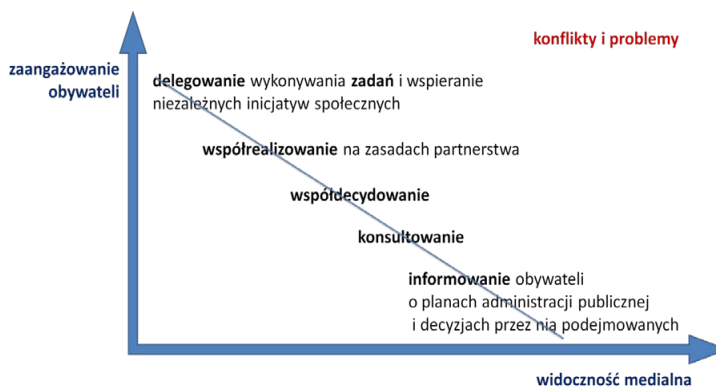 konflikty i problemy
zaangażowanie
obywateli
delegowanie wykonywania zadań i wspieranie
niezależnych inicjatyw społecznych
współrealizowanie na zasadach partnerstwa
współdecydowanie
konsultowanie
informowanie obywateli
o planach administracji publicznej
i decyzjach przez nią podejmowanych
widoczność medialna